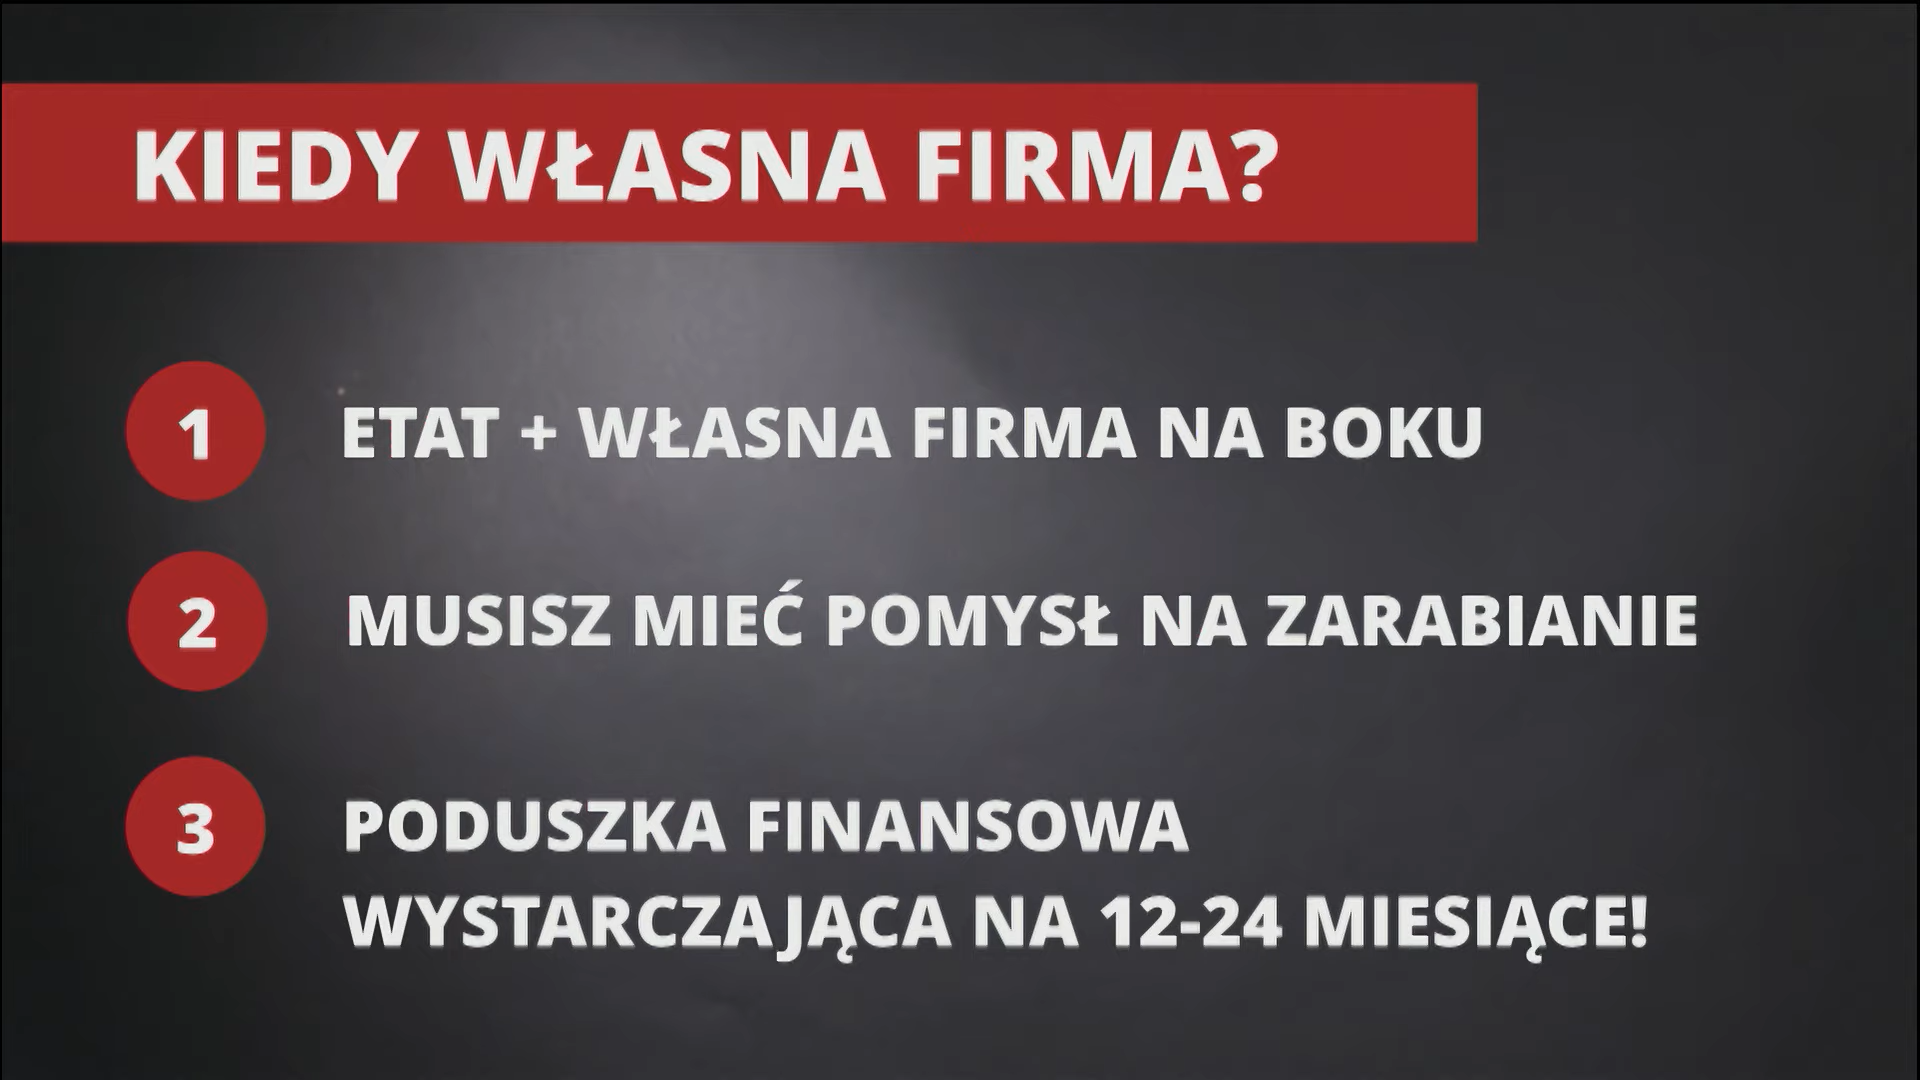 KIEDY WŁASNA FIRMA?
1 ETAT + WŁASNA FIRMA NA BOKU
2 MUSISZ MIEĆ POMYSŁ NA ZARABIANIE
3 PODUSZKA FINANSOWA
WYSTARCZAJĄCA NA 12-24 MIESIĄCE!